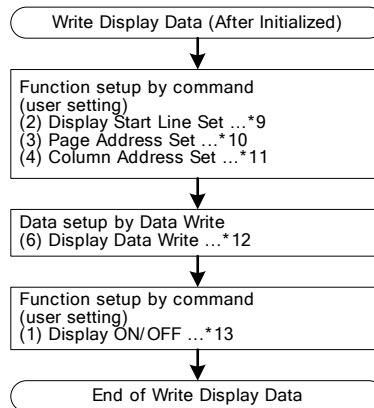 Write Display Data (After Initialized)
Function setup by command
(user setting)
(2) Display Start Line Set ...*9
(3) Page Address Set ...*10
(4) Column Address Set ...*11
Data setup by Data Write
(6) Display Data Write ...*12
Function setup by command
(user setting)
(1) Display ON/OFF ...*13
End of Write Display Data